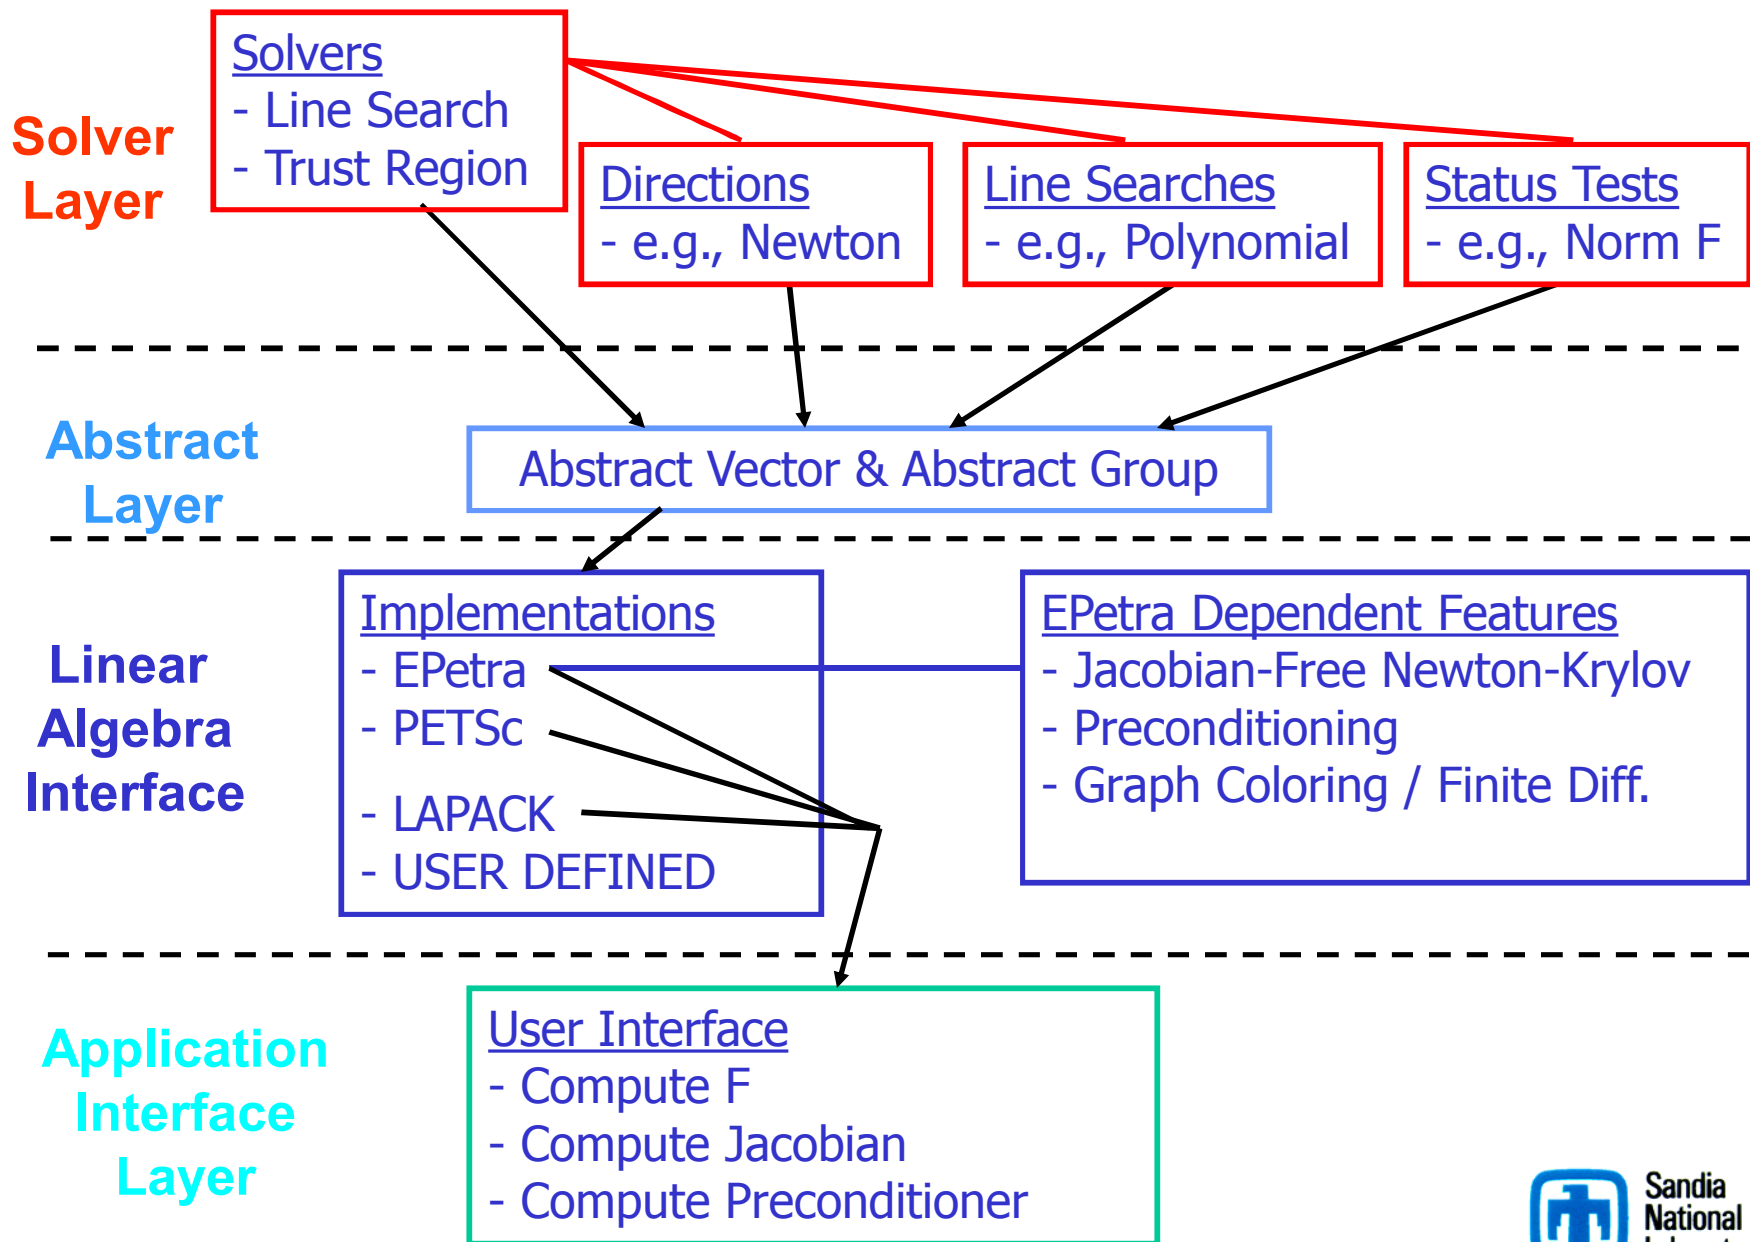 Solver
Layer
Solvers
- Line Search
- Trust Region
Directions
- e.g., Newton
Line Searches
- e.g., Polynomial
Status Tests
- e.g., Norm F
Abstract
Layer
Abstract Vector & Abstract Group
Linear
Algebra
Interface
Implementations
- EPetra
- PETSc
- LAPACK
- USER DEFINED
EPetra Dependent Features
- Jacobian-Free Newton-Krylov
- Preconditioning
- Graph Coloring / Finite Diff.
Application
Interface
Layer
User Interface
- Compute F
- Compute Jacobian
- Compute Preconditioner
Sandia
National